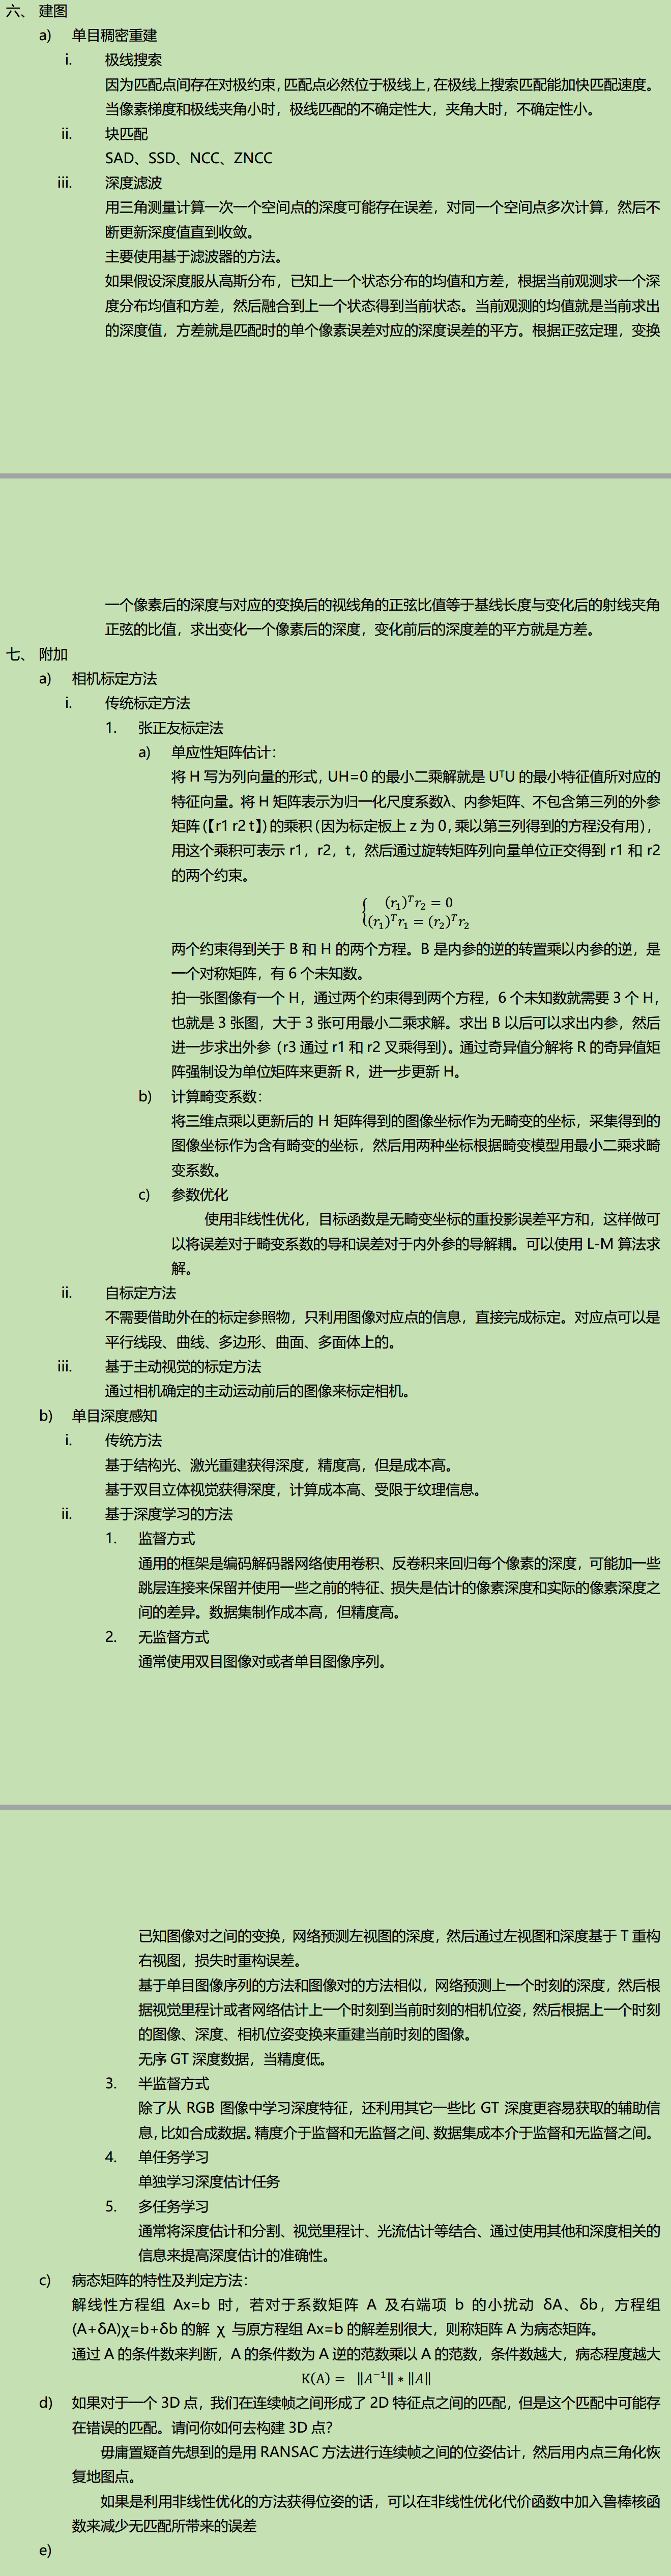 六、 建图
a) 单目稠密重建
i. 极线搜索
因为匹配点间存在对极约束，匹配点必然位于极线上，在极线上搜索匹配能加快匹配速度。
当像素梯度和极线夹角小时，极线匹配的不确定性大，夹角大时，不确定性小。
ii. 块匹配
SAD、SSD、NCC、ZNCC
iii. 深度滤波
用三角测量计算一次一个空间点的深度可能存在误差，对同一个空间点多次计算，然后不
断更新深度值直到收敛。
主要使用基于滤波器的方法。
如果假设深度服从高斯分布，已知上一个状态分布的均值和方差，根据当前观测求一个深
度分布均值和方差，然后融合到上一个状态得到当前状态。当前观测的均值就是当前求出
的深度值，方差就是匹配时的单个像素误差对应的深度误差的平方。根据正弦定理，变换
一个像素后的深度与对应的变换后的视线角的正弦比值等于基线长度与变化后的射线夹角
正弦的比值，求出变化一个像素后的深度，变化前后的深度差的平方就是方差。
七、 附加
a) 相机标定方法
i. 传统标定方法
1. 张正友标定法
a) 单应性矩阵估计：
将 H 写为列向量的形式，UH=0 的最小二乘解就是 UᵀU 的最小特征值所对应的
特征向量。将 H 矩阵表示为归一化尺度系数λ、内参矩阵、不包含第三列的外参
矩阵（【r1 r2 t】）的乘积（因为标定板上 z 为 0，乘以第三列得到的方程没有用），
用这个乘积可表示 r1，r2，t，然后通过旋转矩阵列向量单位正交得到 r1 和 r2
的两个约束。
{ (r₁)ᵀr₂ = 0
(r₁)ᵀr₁ = (r₂)ᵀr₂
两个约束得到关于 B 和 H 的两个方程。B 是内参的逆的转置乘以内参的逆，是
一个对称矩阵，有 6 个未知数。
拍一张图像有一个 H，通过两个约束得到两个方程，6 个未知数就需要 3 个 H，
也就是 3 张图，大于 3 张可用最小二乘求解。求出 B 以后可以求出内参，然后
进一步求出外参（r3 通过 r1 和 r2 叉乘得到）。通过奇异值分解将 R 的奇异值矩
阵强制设为单位矩阵来更新 R，进一步更新 H。
b) 计算畸变系数：
将三维点乘以更新后的 H 矩阵得到的图像坐标作为无畸变的坐标，采集得到的
图像坐标作为含有畸变的坐标，然后用两种坐标根据畸变模型用最小二乘求畸
变系数。
c) 参数优化
使用非线性优化，目标函数是无畸变坐标的重投影误差平方和，这样做可
以将误差对于畸变系数的导和误差对于内外参的导解耦。可以使用 L-M 算法求
解。
ii. 自标定方法
不需要借助外在的标定参照物，只利用图像对应点的信息，直接完成标定。对应点可以是
平行线段、曲线、多边形、曲面、多面体上的。
iii. 基于主动视觉的标定方法
通过相机确定的主动运动前后的图像来标定相机。
b) 单目深度感知
i. 传统方法
基于结构光、激光重建获得深度，精度高，但是成本高。
基于双目立体视觉获得深度，计算成本高、受限于纹理信息。
ii. 基于深度学习的方法
1. 监督方式
通用的框架是编码解码器网络使用卷积、反卷积来回归每个像素的深度，可能加一些
跳层连接来保留并使用一些之前的特征、损失是估计的像素深度和实际的像素深度之
间的差异。数据集制作成本高，但精度高。
2. 无监督方式
通常使用双目图像对或者单目图像序列。
已知图像对之间的变换，网络预测左视图的深度，然后通过左视图和深度基于 T 重构
右视图，损失时重构误差。
基于单目图像序列的方法和图像对的方法相似，网络预测上一个时刻的深度，然后根
据视觉里程计或者网络估计上一个时刻到当前时刻的相机位姿，然后根据上一个时刻
的图像、深度、相机位姿变换来重建当前时刻的图像。
无序 GT 深度数据，当精度低。
3. 半监督方式
除了从 RGB 图像中学习深度特征，还利用其它一些比 GT 深度更容易获取的辅助信
息，比如合成数据。精度介于监督和无监督之间、数据集成本介于监督和无监督之间。
4. 单任务学习
单独学习深度估计任务
5. 多任务学习
通常将深度估计和分割、视觉里程计、光流估计等结合、通过使用其他和深度相关的
信息来提高深度估计的准确性。
c) 病态矩阵的特性及判定方法：
解线性方程组 Ax=b 时，若对于系数矩阵 A 及右端项 b 的小扰动 δA、δb，方程组
(A+δA)χ=b+δb 的解 χ 与原方程组 Ax=b 的解差别很大，则称矩阵 A 为病态矩阵。
通过 A 的条件数来判断，A 的条件数为 A 逆的范数乘以 A 的范数，条件数越大，病态程度越大
K(A) = ‖A⁻¹‖ ∗ ‖A‖
d) 如果对于一个 3D 点，我们在连续帧之间形成了 2D 特征点之间的匹配，但是这个匹配中可能存
在错误的匹配。请问你如何去构建 3D 点？
毋庸置疑首先想到的是用 RANSAC 方法进行连续帧之间的位姿估计，然后用内点三角化恢
复地图点。
如果是利用非线性优化的方法获得位姿的话，可以在非线性优化代价函数中加入鲁棒核函
数来减少无匹配所带来的误差
e)